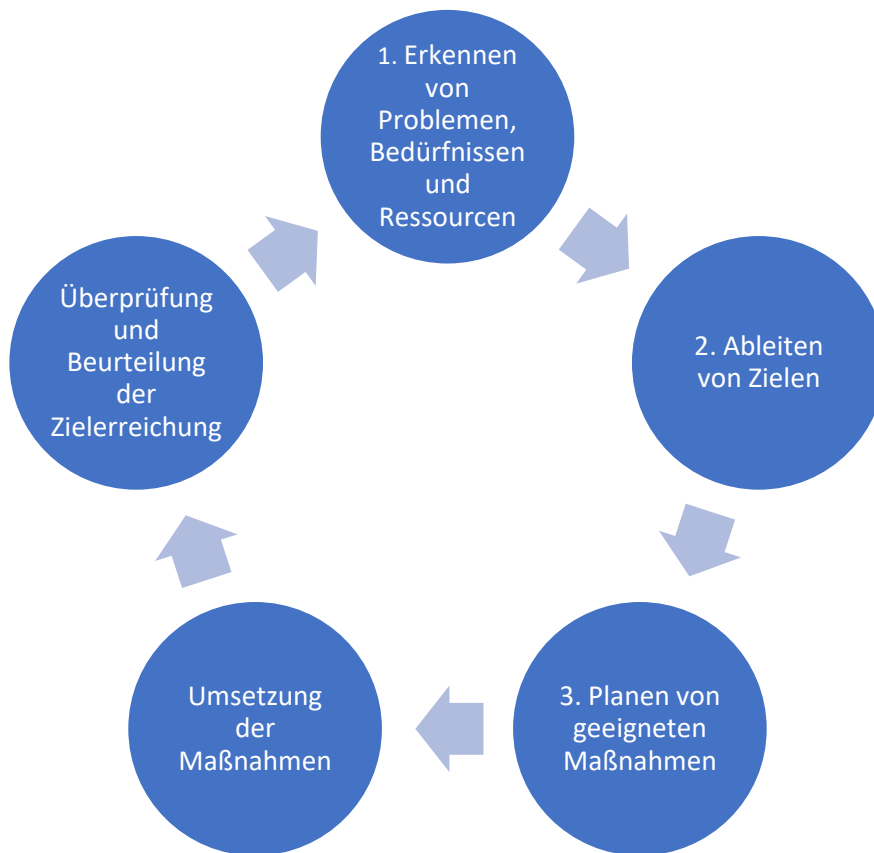 1. Erkennen
von
Problemen,
Bedürfnissen
und
Ressourcen
2. Ableiten
von Zielen
3. Planen von
geeigneten
Maßnahmen
Umsetzung
der
Maßnahmen
Überprüfung
und
Beurteilung
der
Zielerreichung